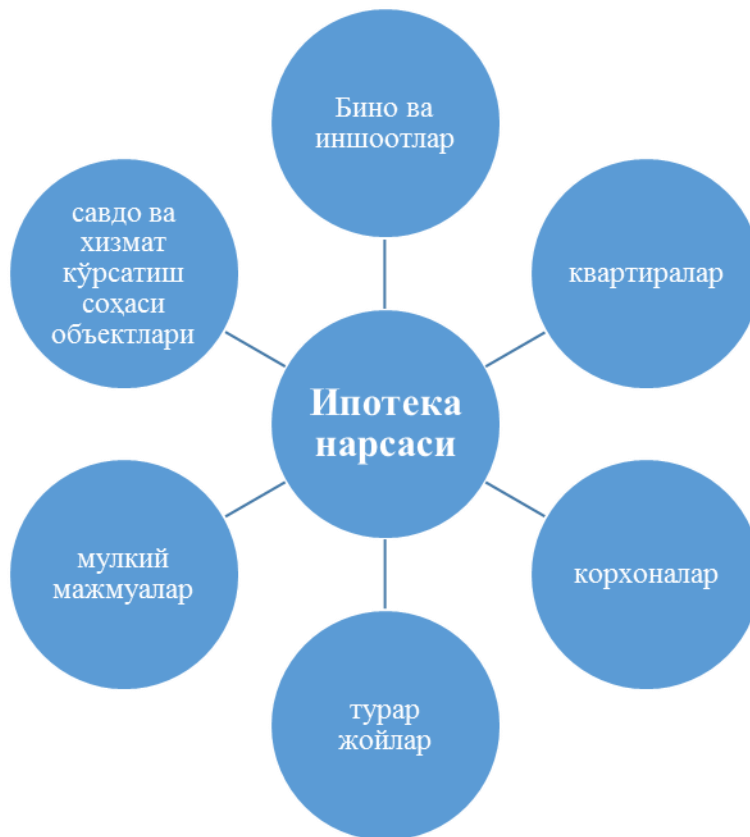 Бино ва
иншоотлар
савдо ва
хизмат
кўрсатиш
соҳаси
объектлари
квартиралар
Ипотека
нарсаси
мулкий
мажмуалар
корхоналар
турар
жойлар